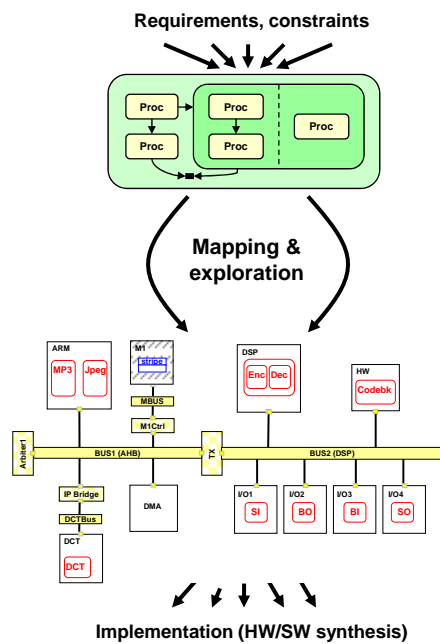 Requirements, constraints
Proc
Proc
Proc
Proc
Proc
Mapping &
exploration
ARM
MP3
Jpeg
M1
stripe
MBUS
M1Ctrl
DSP
Enc
Dec
HW
Codebk
Arbiter1
BUS1 (AHB)
TX
BUS2 (DSP)
IP Bridge
DCTBus
DCT
DCT
DMA
I/O1
SI
I/O2
BO
I/O3
BI
I/O4
SO
Implementation (HW/SW synthesis)